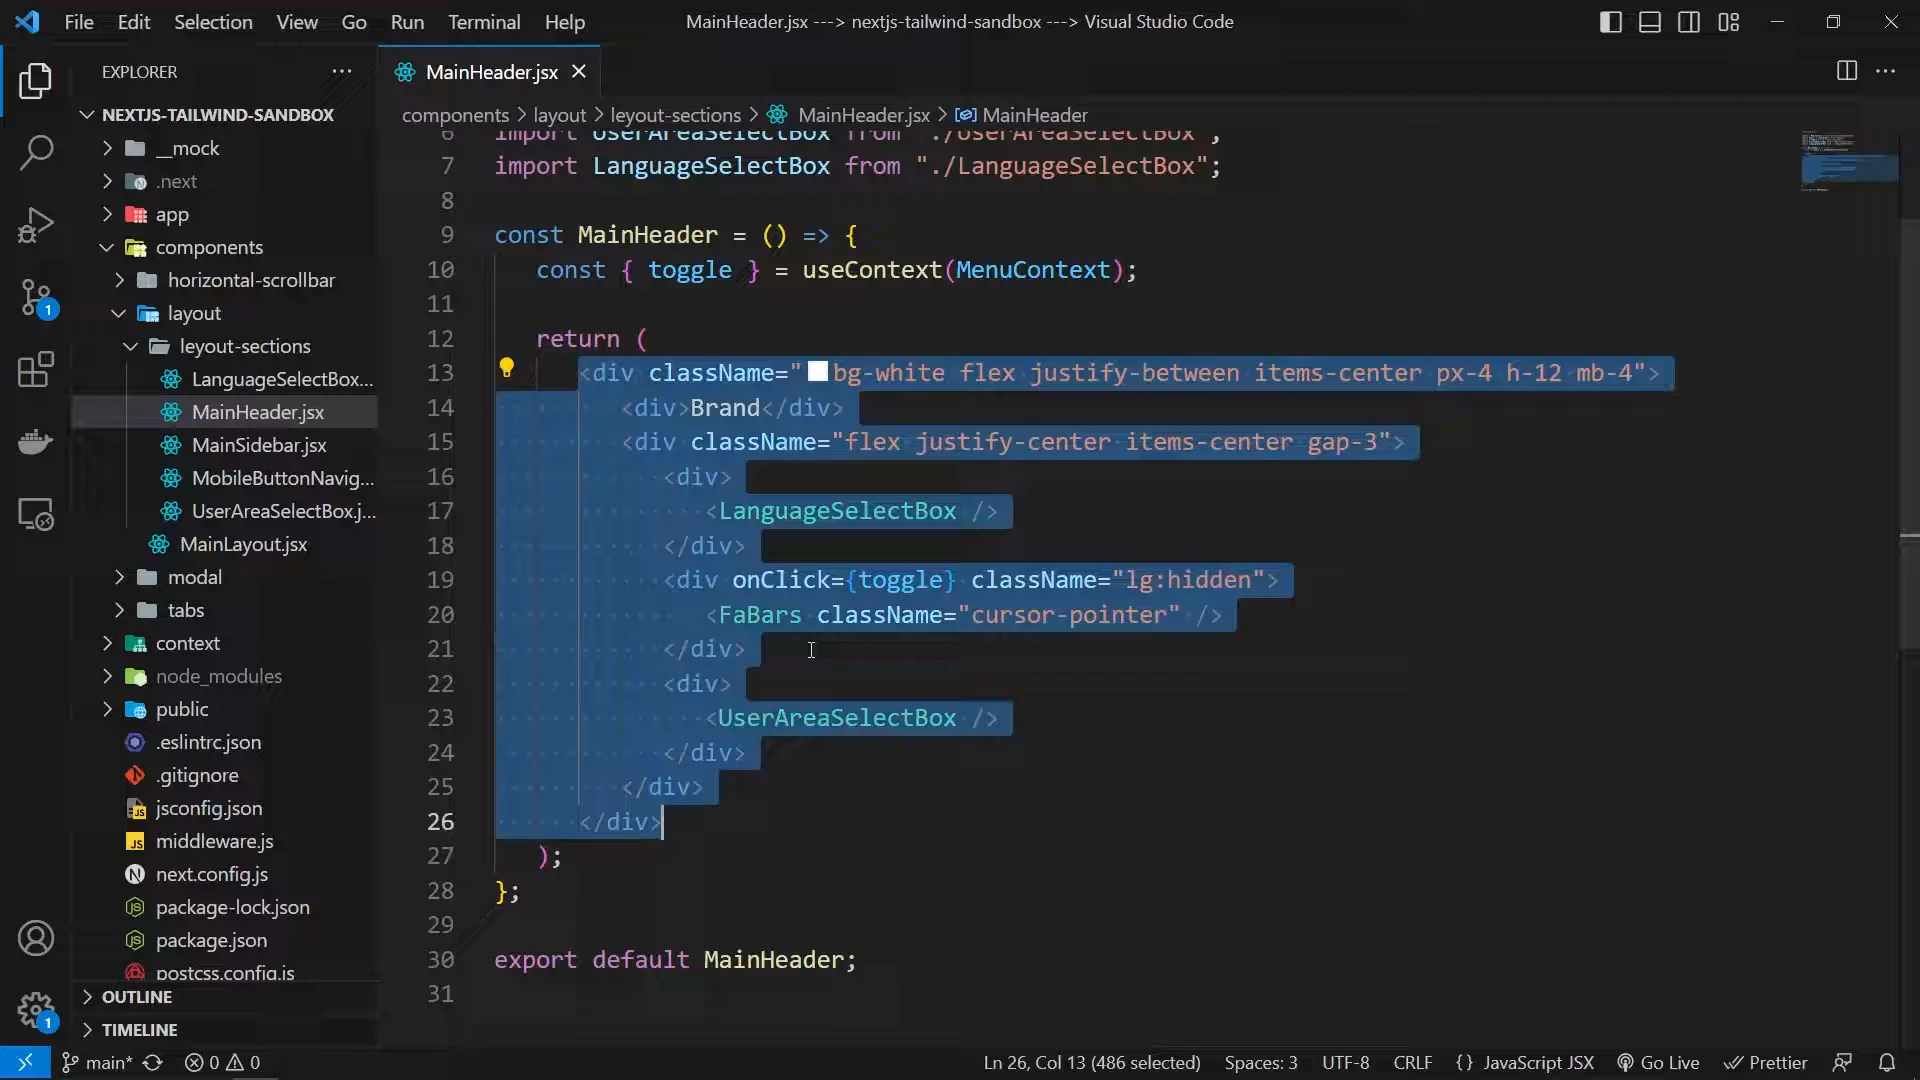 File Edit Selection View Go Run Terminal Help
MainHeader.jsx ---> nextjs-tailwind-sandbox ---> Visual Studio Code
EXPLORER
NEXTJS-TAILWIND-SANDBOX
__mock
.next
app
components
horizontal-scrollbar
layout
leyout-sections
LanguageSelectBox...
MainHeader.jsx
MainSidebar.jsx
MobileButtonNavig...
UserAreaSelectBox.j...
MainLayout.jsx
modal
tabs
context
node_modules
public
.eslintrc.json
.gitignore
jsconfig.json
middleware.js
next.config.js
package-lock.json
package.json
postcss.config.js
OUTLINE
TIMELINE
MainHeader.jsx
components > layout > leyout-sections > MainHeader.jsx > MainHeader
6 import UserAreaSelectBox from "./UserAreaSelectBox";
7 import LanguageSelectBox from "./LanguageSelectBox";
8
9 const MainHeader = () => {
10 const { toggle } = useContext(MenuContext);
11
12 return (
13 <div className="bg-white flex justify-between items-center px-4 h-12 mb-4">
14 <div>Brand</div>
15 <div className="flex justify-center items-center gap-3">
16 <div>
17 <LanguageSelectBox />
18 </div>
19 <div onClick={toggle} className="lg:hidden">
20 <FaBars className="cursor-pointer" />
21 </div>
22 <div>
23 <UserAreaSelectBox />
24 </div>
25 </div>
26 </div>
27 );
28 };
29
30 export default MainHeader;
31
1
1
main* 0 0 Ln 26, Col 13 (486 selected) Spaces: 3 UTF-8 CRLF {} JavaScript JSX Go Live Prettier